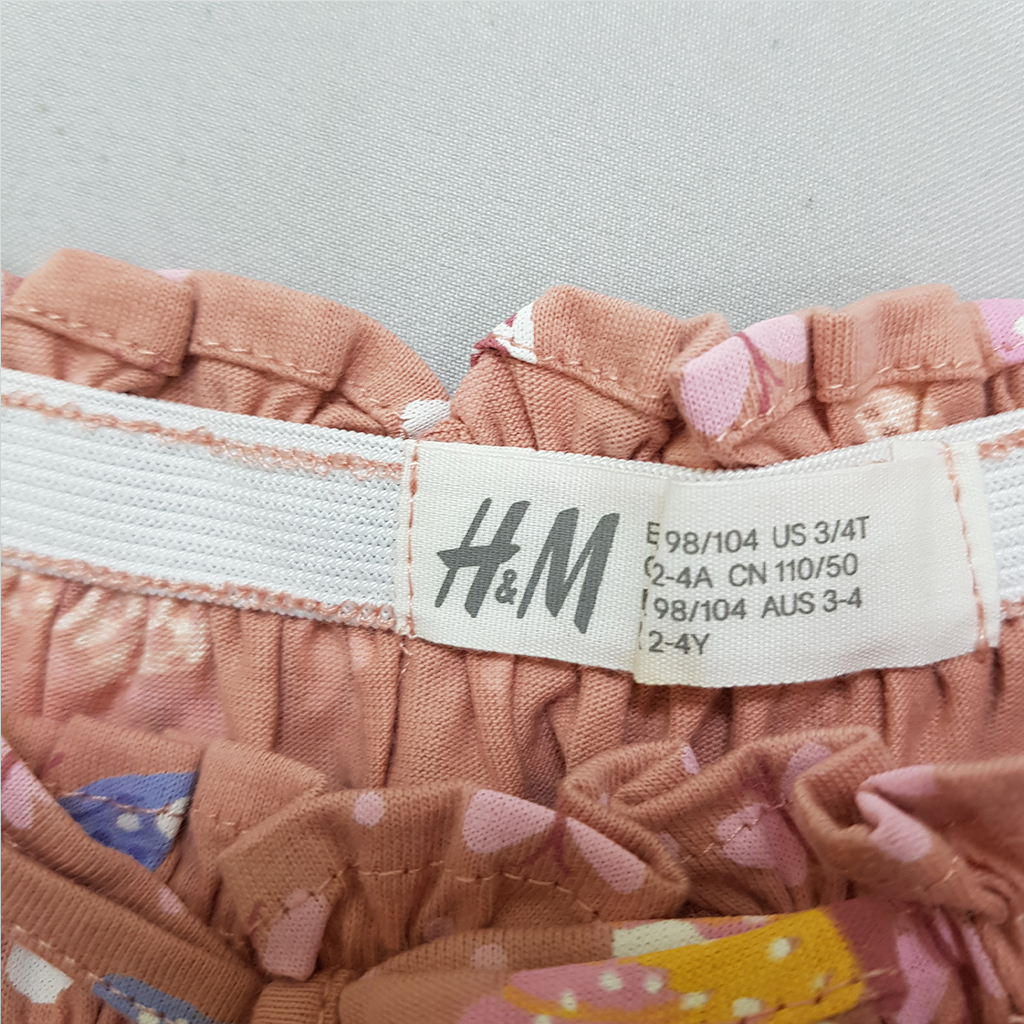 H&M
98/104 US 3/4T
2-4A CN 110/50
98/104 AUS 3-4
2-4Y